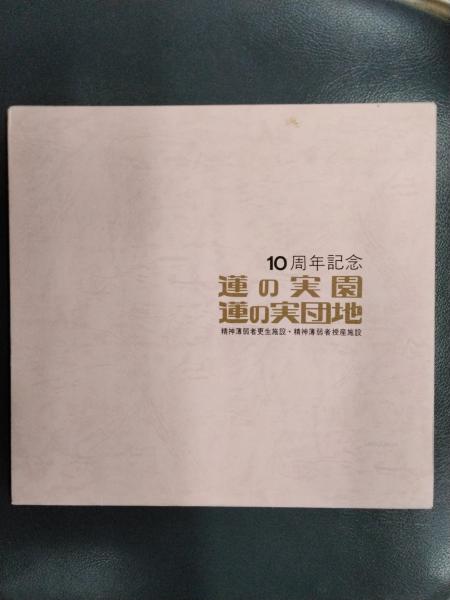 10周年記念
蓮の実園
蓮の実団地
精神薄弱者更生施設・精神薄弱者授産施設